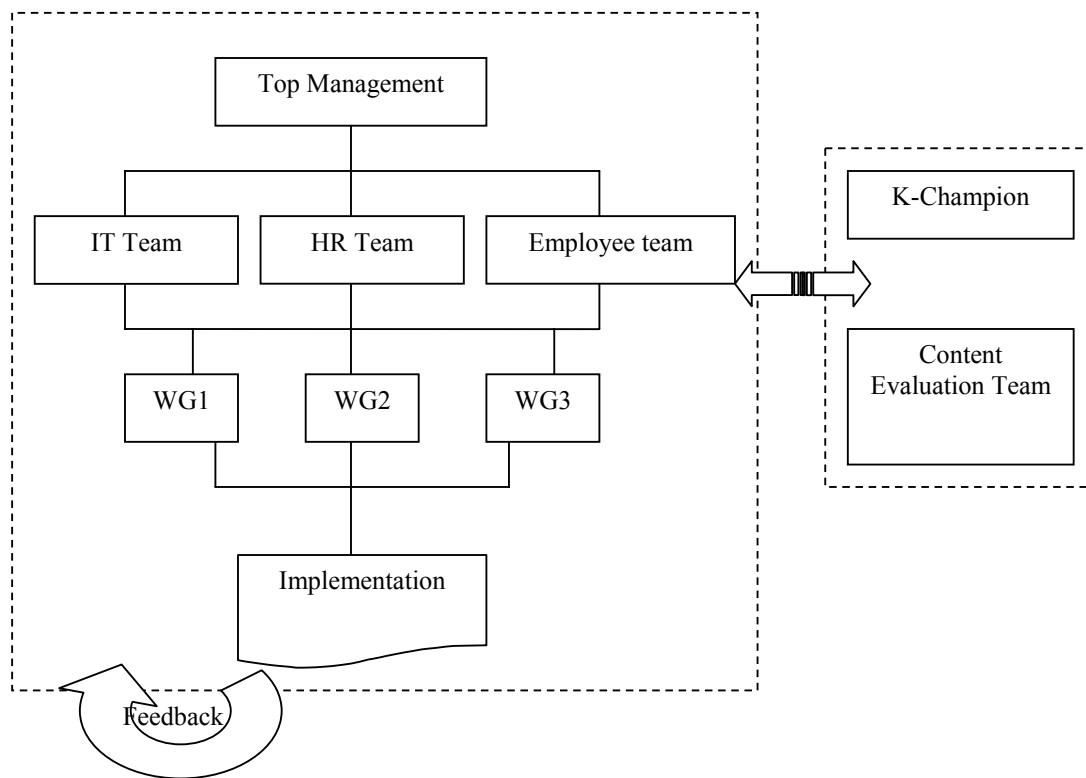 Top Management
K-Champion
IT Team
HR Team
Employee team
Content
Evaluation Team
WG1
WG2
WG3
Implementation
Feedback